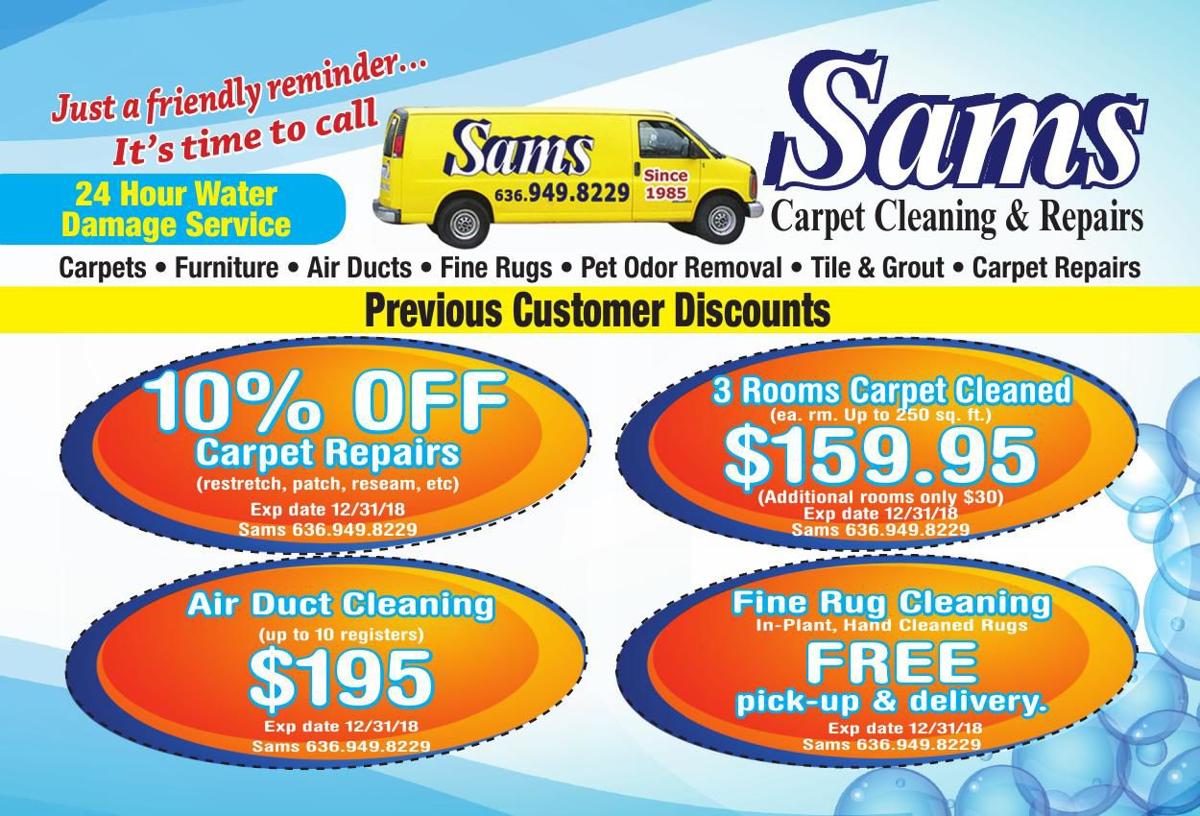 Just a friendly reminder...
It's time to call
24 Hour Water
Damage Service
Sams
636.949.8229
Since
1985
Sams
Carpet Cleaning & Repairs
Carpets • Furniture • Air Ducts • Fine Rugs • Pet Odor Removal • Tile & Grout • Carpet Repairs
Previous Customer Discounts
10% OFF
Carpet Repairs
(restretch, patch, reseam, etc)
Exp date 12/31/18
Sams 636.949.8229
3 Rooms Carpet Cleaned
(ea. rm. Up to 250 sq. ft.)
$159.95
(Additional rooms only $30)
Exp date 12/31/18
Sams 636.949.8229
Air Duct Cleaning
(up to 10 registers)
$195
Exp date 12/31/18
Sams 636.949.8229
Fine Rug Cleaning
In-Plant, Hand Cleaned Rugs
FREE
pick-up & delivery.
Exp date 12/31/18
Sams 636.949.8229